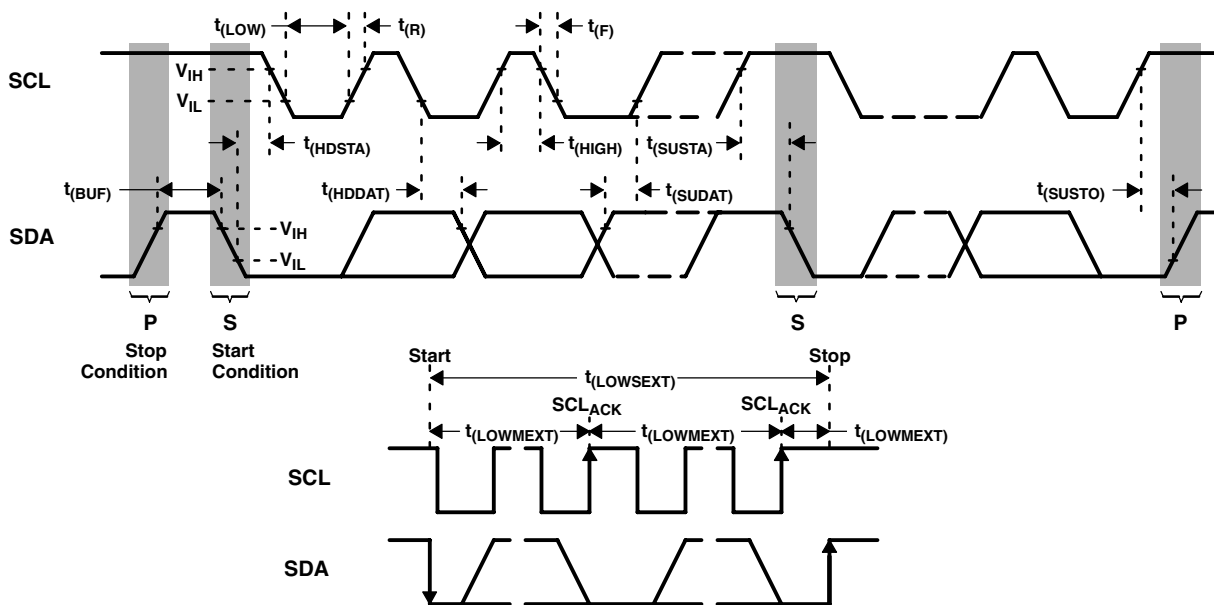 t(LOW) t(R) t(F)
SCL
VIH
VIL
t(HDSTA) t(HIGH) t(SUSTA)
t(BUF) t(HDDAT) t(SUDAT) t(SUSTO)
SDA
VIH
VIL
P S S P
Stop Condition
Start Condition
Start Stop
t(LOWSEXT)
SCLACK SCLACK
t(LOWMEXT) t(LOWMEXT) t(LOWMEXT)
SCL
SDA